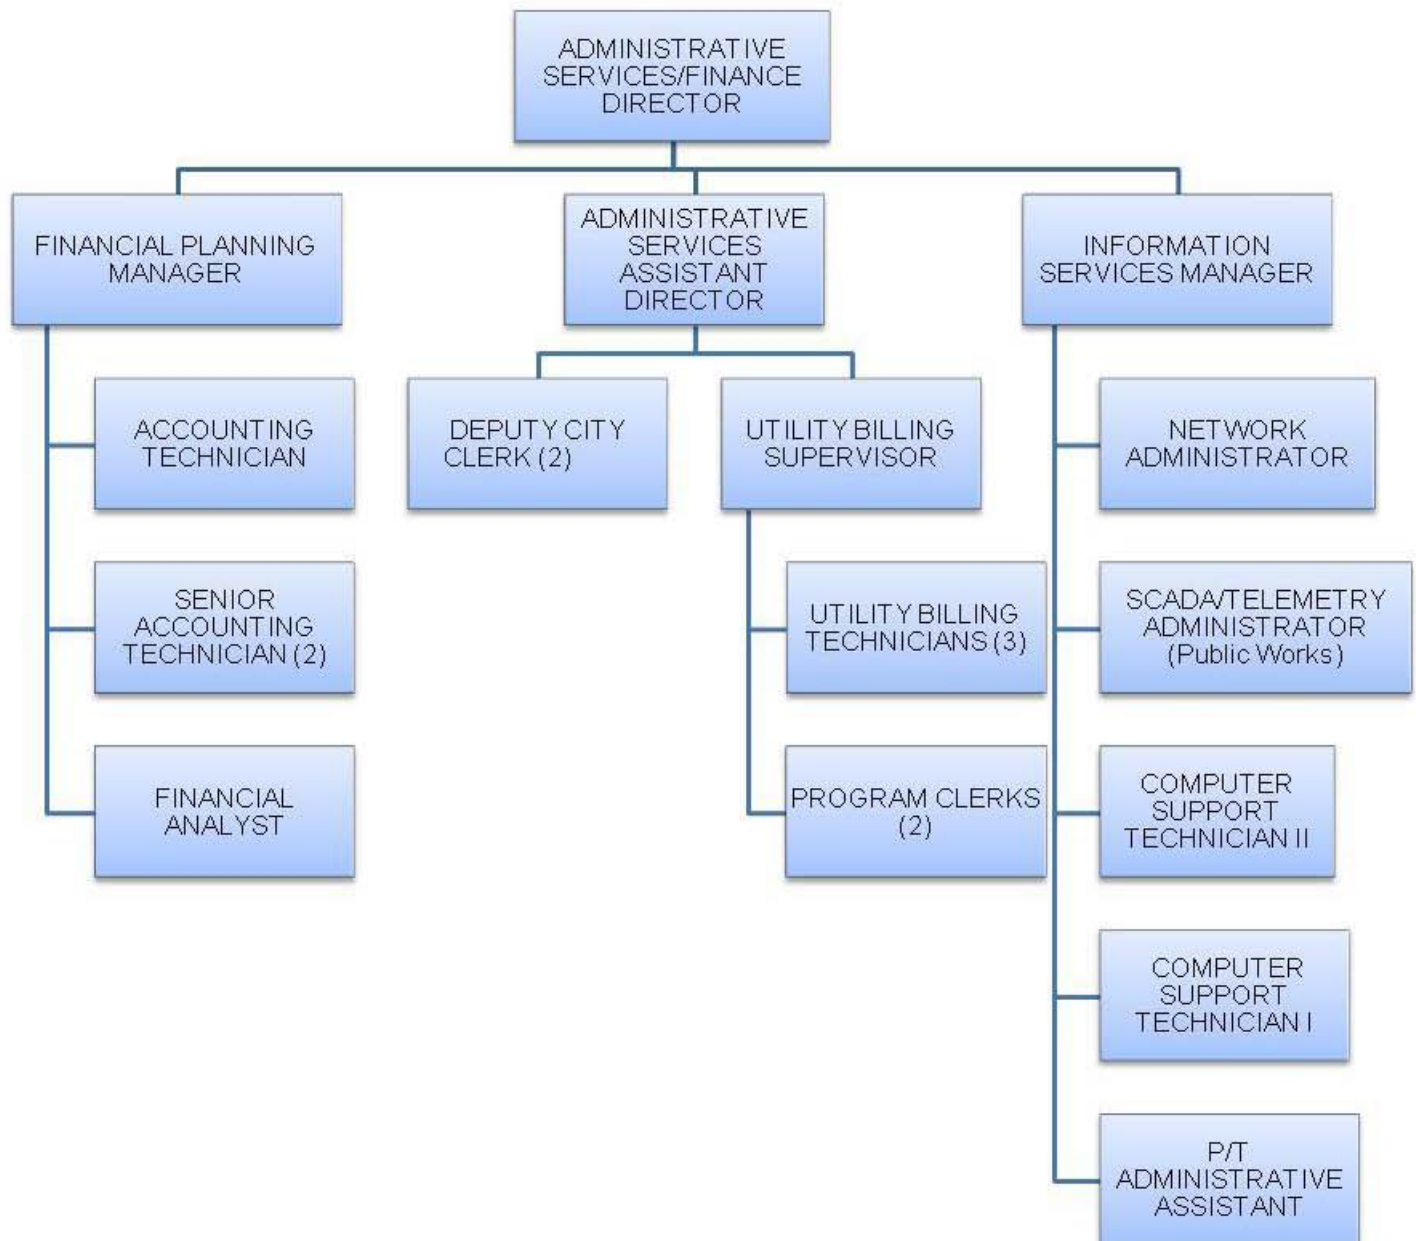 ADMINISTRATIVE
SERVICES/FINANCE
DIRECTOR
FINANCIAL PLANNING
MANAGER
ADMINISTRATIVE
SERVICES
ASSISTANT
DIRECTOR
INFORMATION
SERVICES MANAGER
ACCOUNTING
TECHNICIAN
SENIOR
ACCOUNTING
TECHNICIAN (2)
FINANCIAL
ANALYST
DEPUTY CITY
CLERK (2)
UTILITY BILLING
SUPERVISOR
UTILITY BILLING
TECHNICIANS (3)
PROGRAM CLERKS
(2)
NETWORK
ADMINISTRATOR
SCADA/TELEMETRY
ADMINISTRATOR
(Public Works)
COMPUTER
SUPPORT
TECHNICIAN II
COMPUTER
SUPPORT
TECHNICIAN I
P/T
ADMINISTRATIVE
ASSISTANT